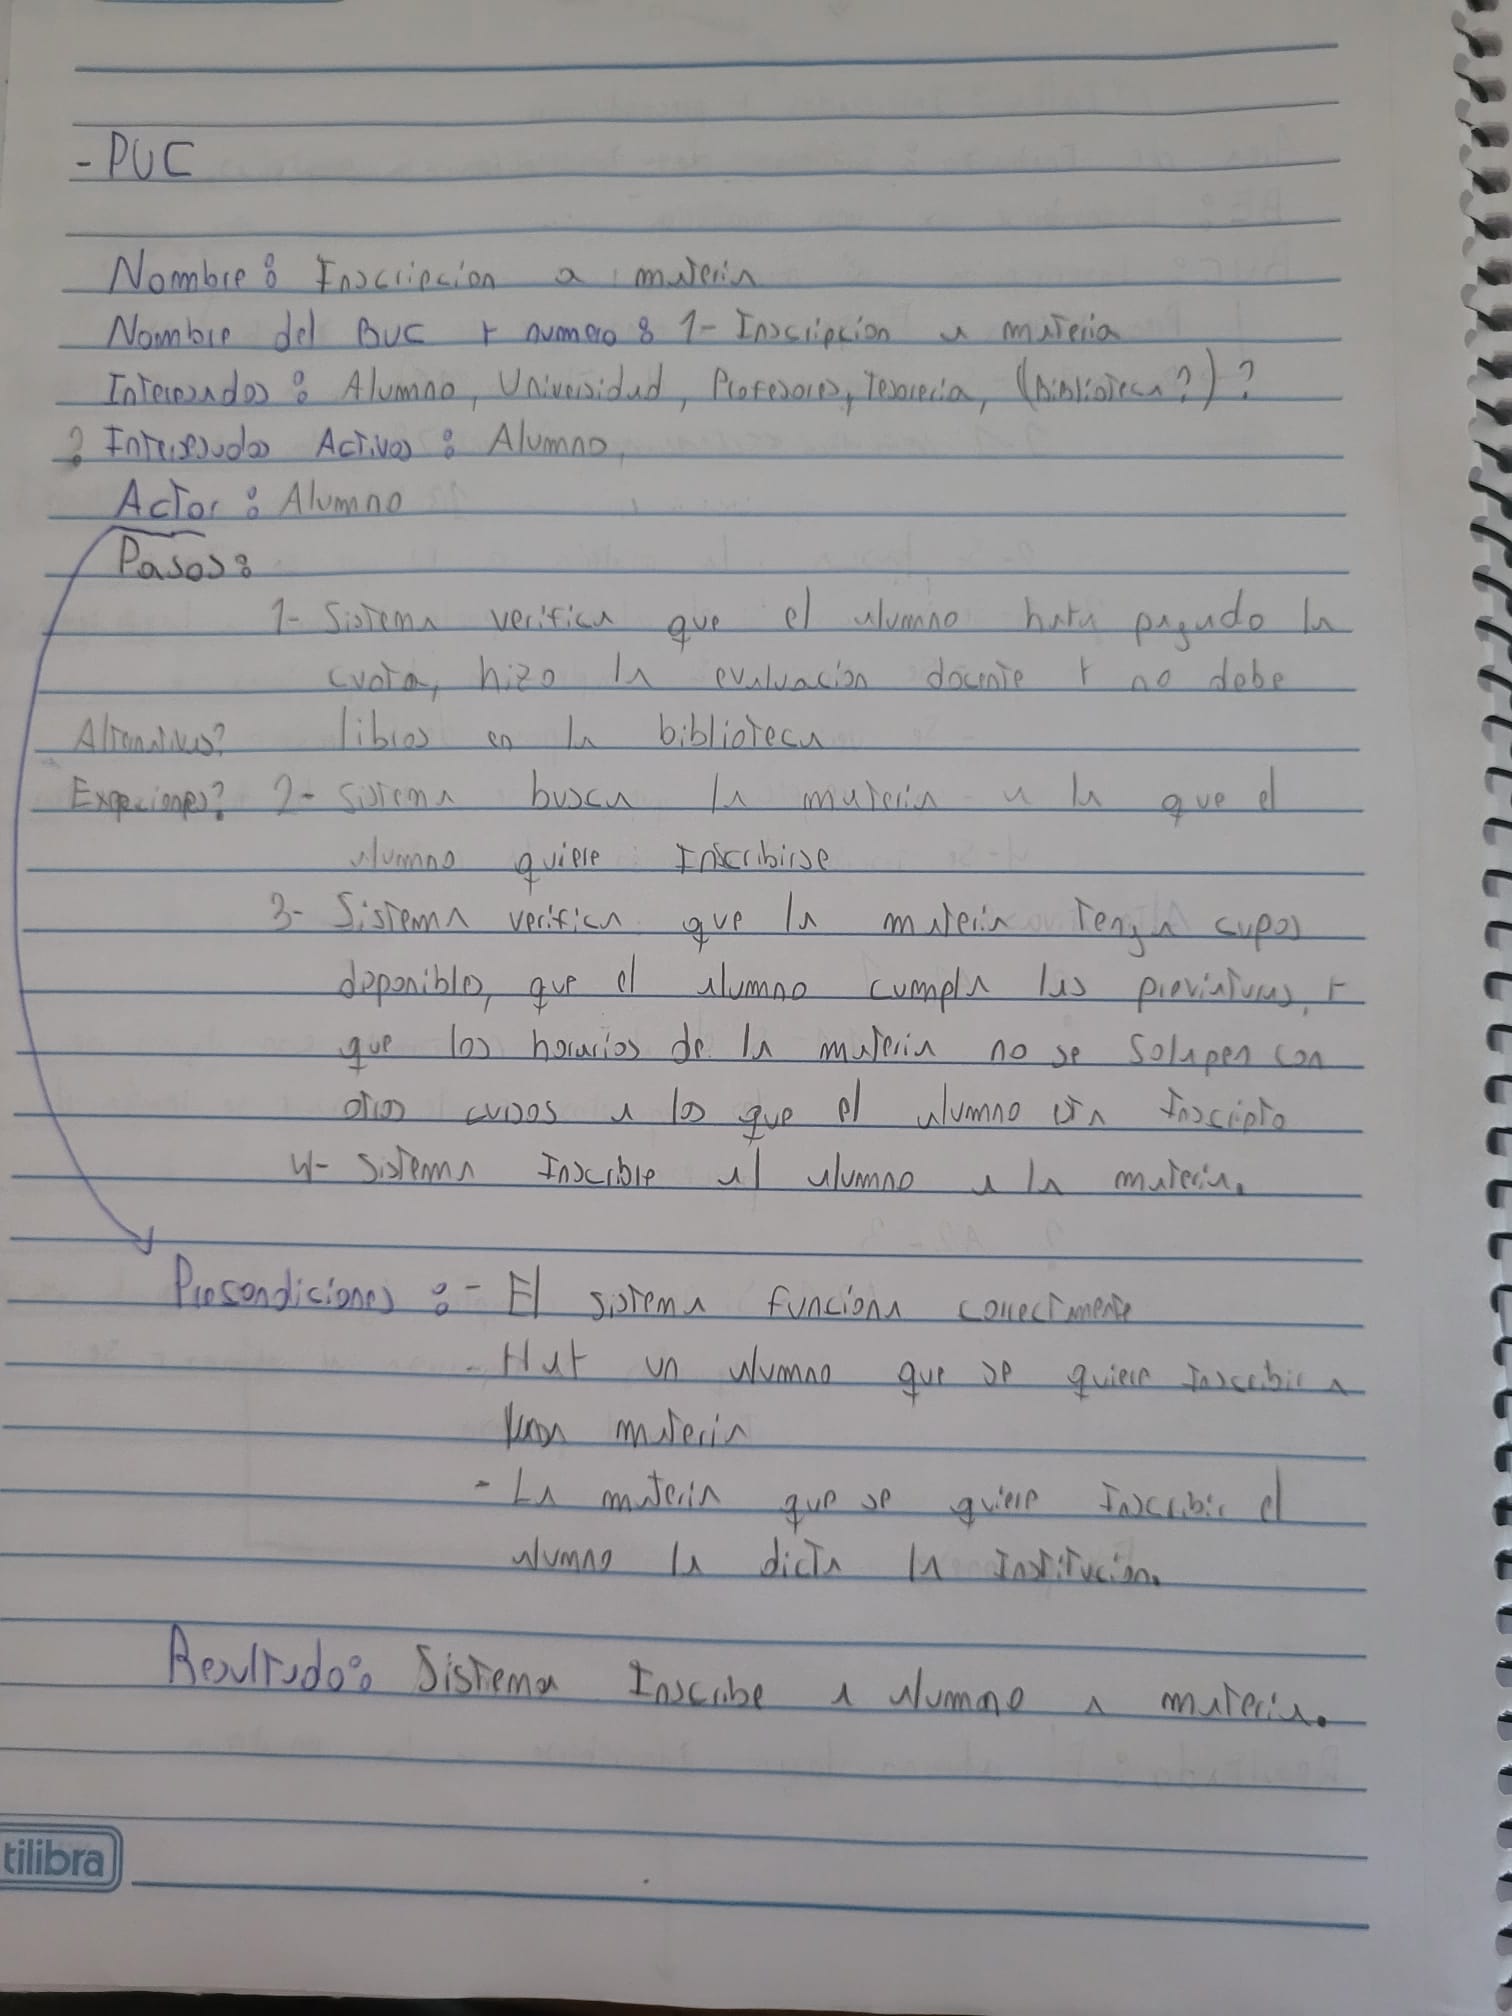 - PUC
Nombre: Inscripcion a materia
Nombre del BUC y numero: 1- Inscripcion a materia
Interesados: Alumno, Universidad, Profesores, Tesoreria, (Biblioteca?)?
? Interesados Activos: Alumno,
Actor: Alumno
Pasos:
1- Sistema verifica que el alumno haya pagado la
cuota, hizo la evaluacion docente y no debe
Alternativas? libros en la biblioteca
Expeciones? 2- Sistema busca la materia a la que el
alumno quiere Inscribirse
3- Sistema verifica que la materia tenga cupos
disponibles, que el alumno cumpla las previaturas, y
que los horarios de la materia no se solapen con
otros cursos a los que el alumno esta Inscripto
4- Sistema Inscribe al alumno a la materia.
Precondiciones: - El sistema funciona correctamente
- Hay un alumno que se quiere Inscribir a
una materia
- La materia que se quiere Inscribir el
alumno la dicta la Institucion.
Resultado: Sistema Inscribe a alumno a materia.
tilibra